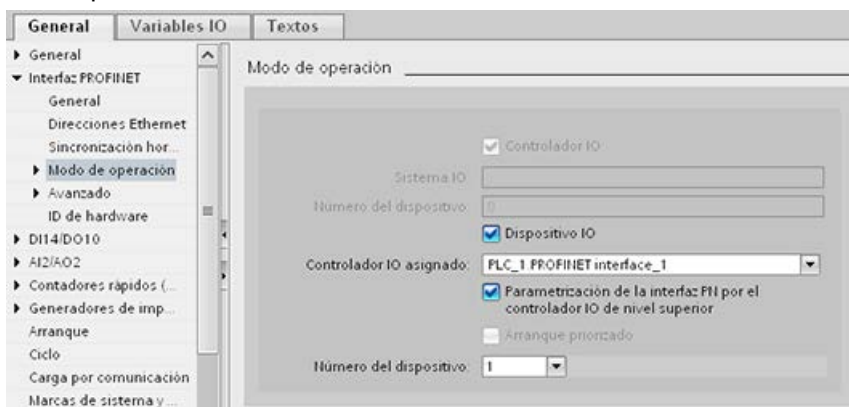 General
Variables IO
Textos
General
Interfaz PROFINET
General
Direcciones Ethernet
Sincronización hor...
Modo de operación
Avanzado
ID de hardware
DI14/DO10
AI2/AO2
Contadores rápidos (...
Generadores de imp...
Arranque
Ciclo
Carga por comunicación
Marcas de sistema y ...
Modo de operación
Controlador IO
Sistema IO
Número del dispositivo
0
Dispositivo IO
Controlador IO asignado:
PLC_1.PROFINET interface_1
Parametrización de la interfaz PN por el
controlador IO de nivel superior
Arranque priorizado
Número del dispositivo:
1